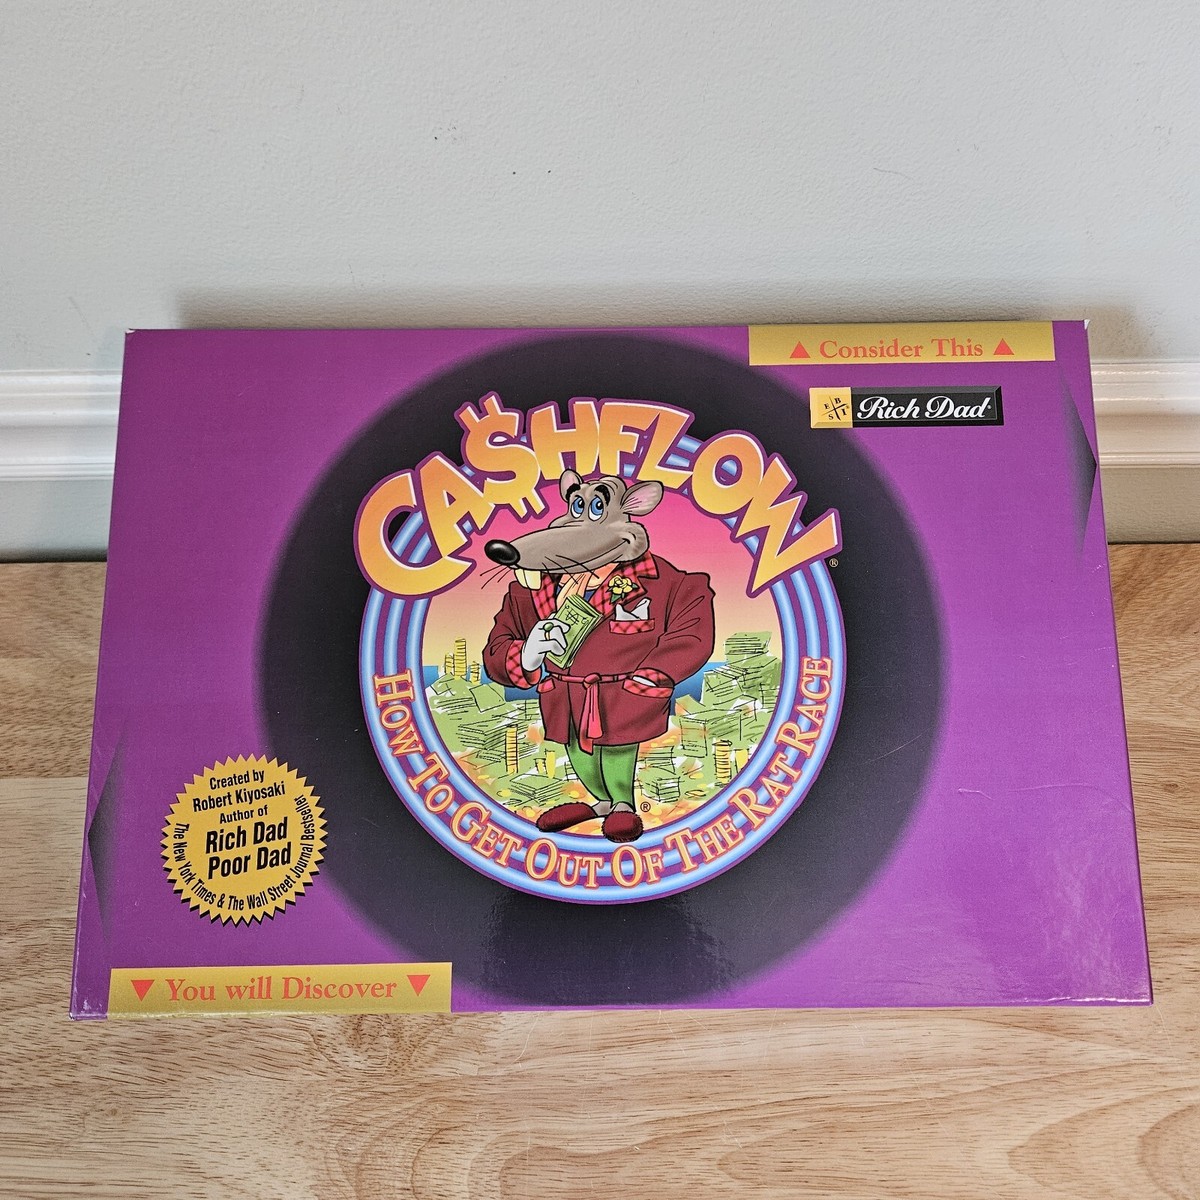 ▲ Consider This ▲
E B S I
Rich Dad®
CA$HFLOW®
HOW TO GET OUT OF THE RAT RACE
®
Created by
Robert Kiyosaki
Author of
Rich Dad
Poor Dad
The New York Times & The Wall Street Journal Bestseller
▼ You will Discover ▼